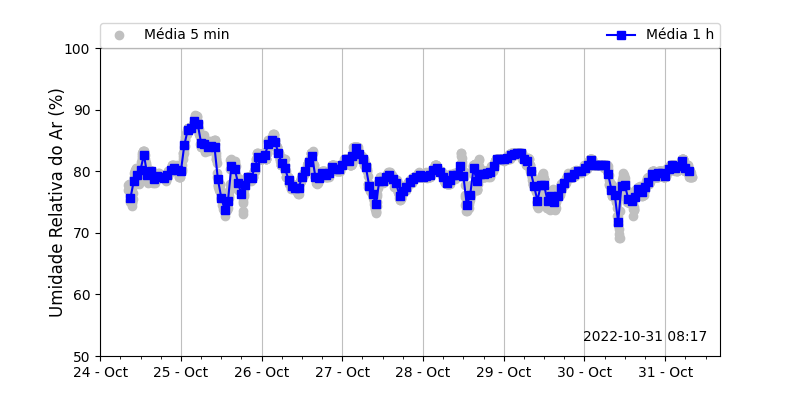 Média 5 min
Média 1 h
Umidade Relativa do Ar (%)
100
90
80
70
60
50
2022-10-31 08:17
24 - Oct
25 - Oct
26 - Oct
27 - Oct
28 - Oct
29 - Oct
30 - Oct
31 - Oct